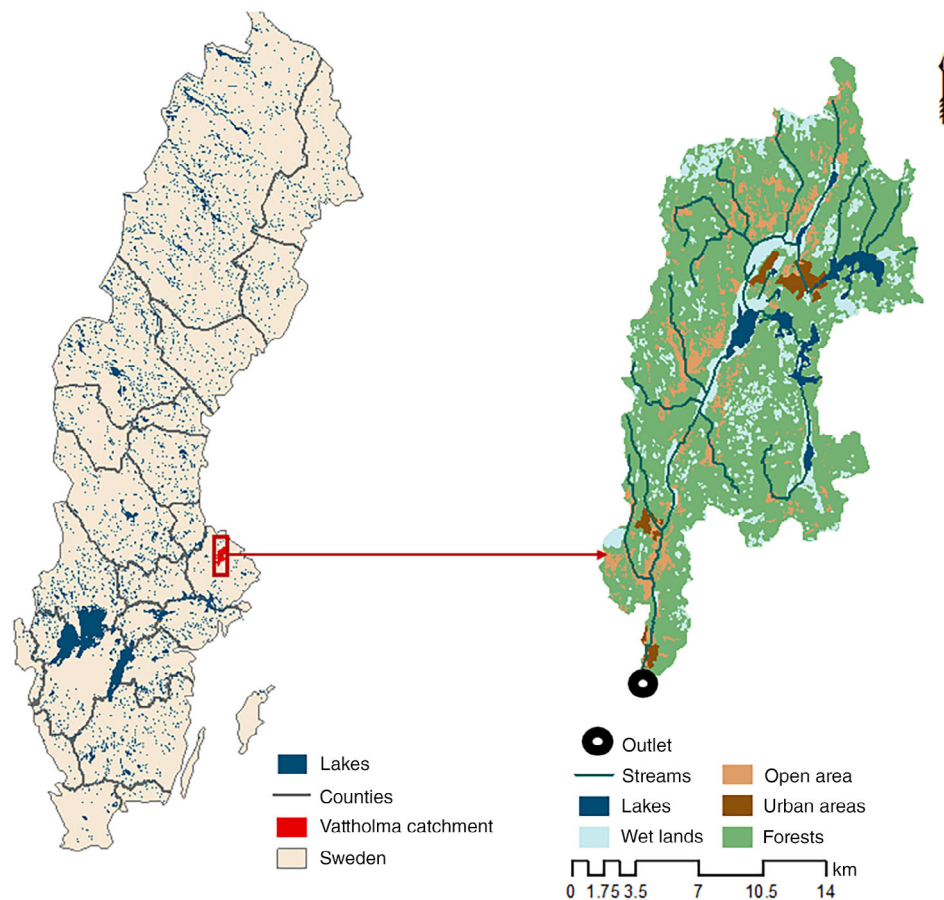 Lakes
Counties
Vattholma catchment
Sweden
Outlet
Streams
Open area
Lakes
Urban areas
Wet lands
Forests
km
0 1.75 3.5 7 10.5 14